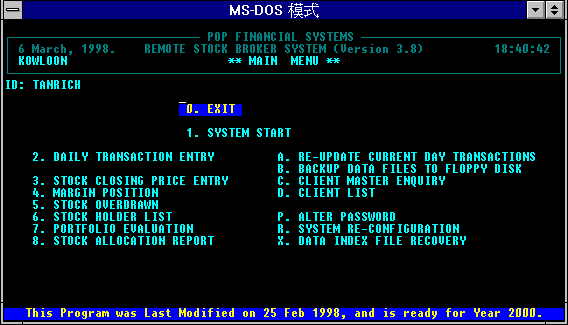 MS-DOS 模式
POP FINANCIAL SYSTEMS
6 March, 1998. REMOTE STOCK BROKER SYSTEM (Version 3.8) 18:40:42
KOWLOON ** MAIN MENU **
ID: TANRICH
0. EXIT
1. SYSTEM START
2. DAILY TRANSACTION ENTRY A. RE-UPDATE CURRENT DAY TRANSACTIONS
B. BACKUP DATA FILES TO FLOPPY DISK
3. STOCK CLOSING PRICE ENTRY C. CLIENT MASTER ENQUIRY
4. MARGIN POSITION D. CLIENT LIST
5. STOCK OVERDRAWN
6. STOCK HOLDER LIST P. ALTER PASSWORD
7. PORTFOLIO EVALUATION R. SYSTEM RE-CONFIGURATION
8. STOCK ALLOCATION REPORT X. DATA INDEX FILE RECOVERY
This Program was Last Modified on 25 Feb 1998, and is ready for Year 2000.